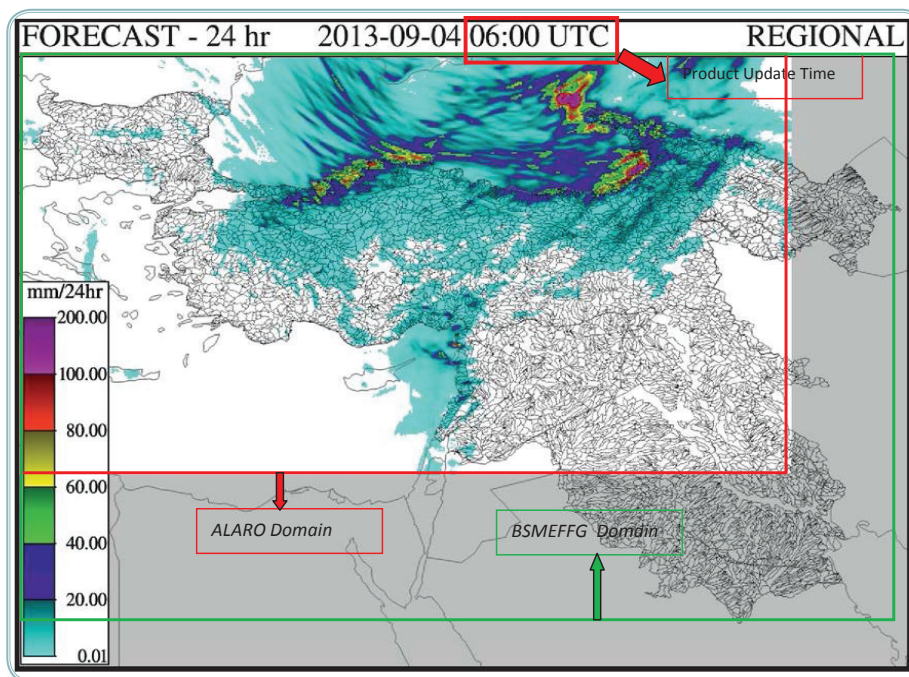 FORECAST - 24 hr 2013-09-04 06:00 UTC REGIONAL
Product Update Time
mm/24hr
200.00
100.00
80.00
60.00
40.00
20.00
0.01
ALARO Domain
BSMEFFG Domain